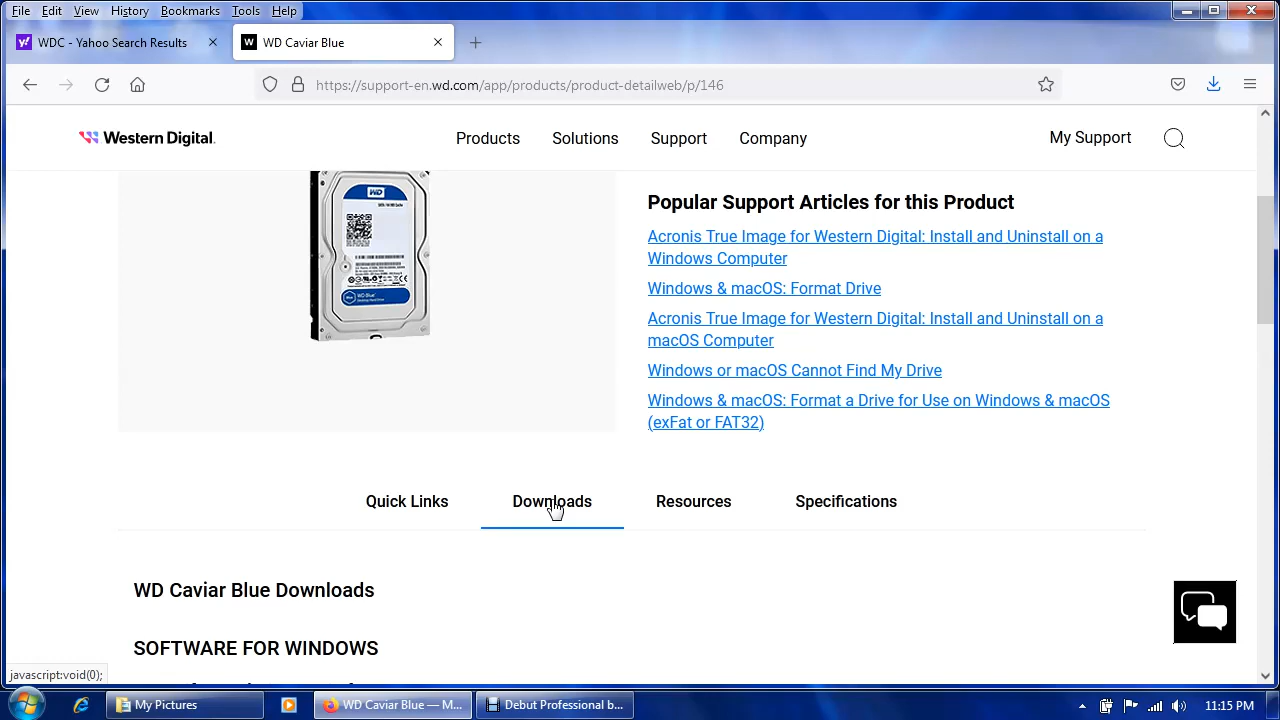 File Edit View History Bookmarks Tools Help
WDC - Yahoo Search Results
WD Caviar Blue
https://support-en.wd.com/app/products/product-detailweb/p/146
Western Digital.
Products Solutions Support Company
My Support
WD
WD Blue
Popular Support Articles for this Product
Acronis True Image for Western Digital: Install and Uninstall on a
Windows Computer
Windows & macOS: Format Drive
Acronis True Image for Western Digital: Install and Uninstall on a
macOS Computer
Windows or macOS Cannot Find My Drive
Windows & macOS: Format a Drive for Use on Windows & macOS
(exFat or FAT32)
Quick Links Downloads Resources Specifications
WD Caviar Blue Downloads
SOFTWARE FOR WINDOWS
javascript:void(0);
My Pictures
WD Caviar Blue — M...
Debut Professional b...
11:15 PM